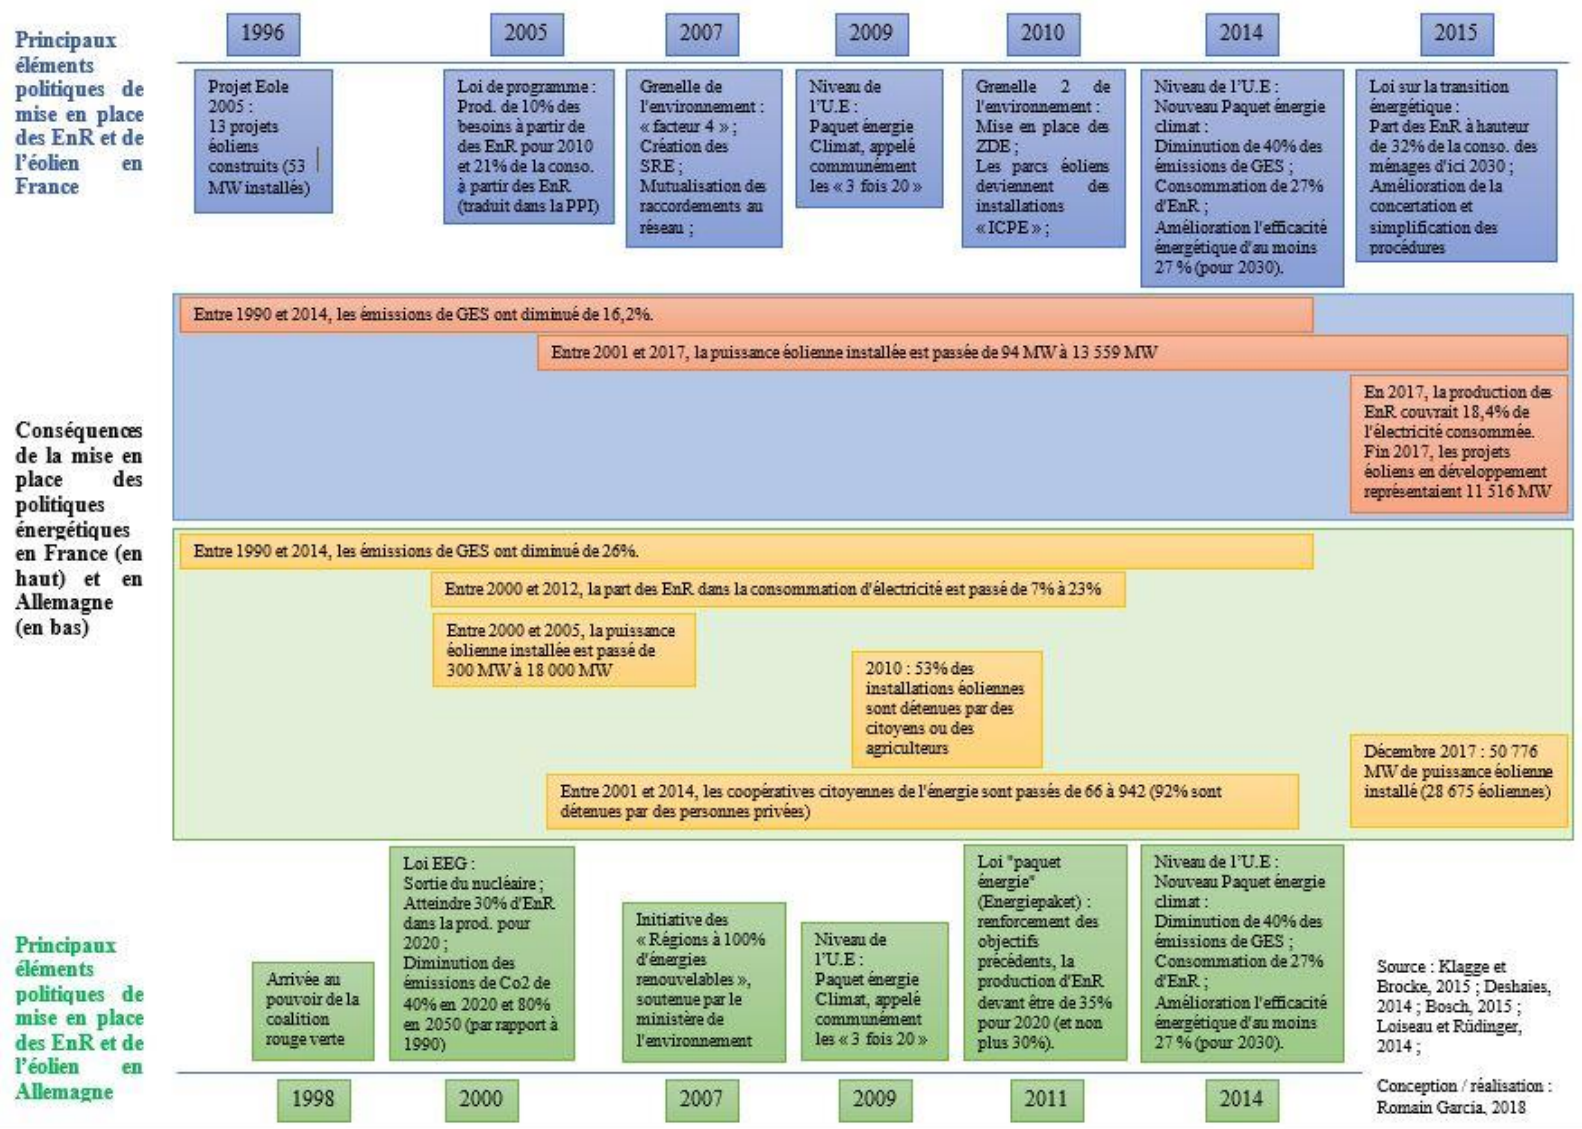 Principaux
éléments
politiques de
mise en place
des EnR et de
l'éolien en
France
1996
2005
2007
2009
2010
2014
2015
Projet Eole
2005 :
13 projets
éoliens
construits (53
MW installés)
Loi de programme :
Prod. de 10% des
besoins à partir de
des EnR pour 2010
et 21% de la conso.
à partir des EnR
(traduit dans la PPI)
Grenelle de
l'environnement :
« facteur 4 » ;
Création des
SRE ;
Mutualisation des
raccordements au
réseau ;
Niveau de
l'U.E :
Paquet énergie
Climat, appelé
communément
les « 3 fois 20 »
Grenelle 2 de
l'environnement :
Mise en place des
ZDE ;
Les parcs éoliens
deviennent des
installations
« ICPE » ;
Niveau de l'U.E :
Nouveau Paquet énergie
climat :
Diminution de 40% des
émissions de GES ;
Consommation de 27%
d'EnR ;
Amélioration l'efficacité
énergétique d'au moins
27 % (pour 2030).
Loi sur la transition
énergétique :
Part des EnR à hauteur
de 32% de la conso. des
ménages d'ici 2030 ;
Amélioration de la
concertation et
simplification des
procédures
Conséquences
de la mise en
place des
politiques
énergétiques
en France (en
haut) et en
Allemagne
(en bas)
Entre 1990 et 2014, les émissions de GES ont diminué de 16,2%.
Entre 2001 et 2017, la puissance éolienne installée est passée de 94 MW à 13 559 MW
En 2017, la production des
EnR couvrait 18,4% de
l'électricité consommée.
Fin 2017, les projets
éoliens en développement
représentaient 11 516 MW
Entre 1990 et 2014, les émissions de GES ont diminué de 26%.
Entre 2000 et 2012, la part des EnR dans la consommation d'électricité est passé de 7% à 23%
Entre 2000 et 2005, la puissance
éolienne installée est passé de
300 MW à 18 000 MW
2010 : 53% des
installations éoliennes
sont détenues par des
citoyens ou des
agriculteurs
Entre 2001 et 2014, les coopératives citoyennes de l'énergie sont passés de 66 à 942 (92% sont
détenues par des personnes privées)
Décembre 2017 : 50 776
MW de puissance éolienne
installé (28 675 éoliennes)
Principaux
éléments
politiques de
mise en place
des EnR et de
l'éolien en
Allemagne
Arrivée au
pouvoir de la
coalition
rouge verte
Loi EEG :
Sortie du nucléaire ;
Atteindre 30% d'EnR
dans la prod. pour
2020 ;
Diminution des
émissions de Co2 de
40% en 2020 et 80%
en 2050 (par rapport à
1990)
Initiative des
« Régions à 100%
d'énergies
renouvelables »,
soutenue par le
ministère de
l'environnement
Niveau de
l'U.E :
Paquet énergie
Climat, appelé
communément
les « 3 fois 20 »
Loi "paquet
énergie"
(Energiepaket) :
renforcement des
objectifs
précédents, la
production d'EnR
devant être de 35%
pour 2020 (et non
plus 30%).
Niveau de l'U.E :
Nouveau Paquet énergie
climat :
Diminution de 40% des
émissions de GES ;
Consommation de 27%
d'EnR ;
Amélioration l'efficacité
énergétique d'au moins
27 % (pour 2030).
1998
2000
2007
2009
2011
2014
Source : Klagge et
Brocke, 2015 ; Deshaies,
2014 ; Bosch, 2015 ;
Loiseau et Rüdinger,
2014 ;
Conception / réalisation :
Romain Garcia, 2018